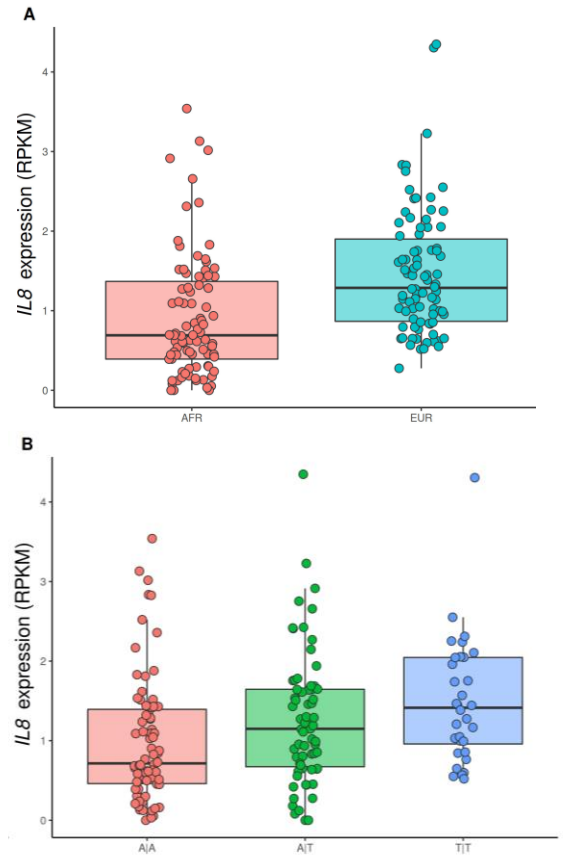 A
IL8 expression (RPKM)
4
3
2
1
0
AFR
EUR
B
IL8 expression (RPKM)
4
3
2
1
0
A|A
A|T
T|T